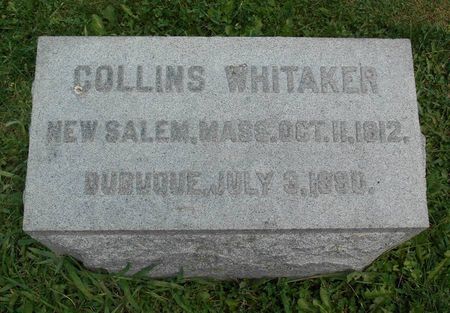 COLLINS WHITAKER
NEW SALEM, MASS. OCT. 11, 1812.
DUBUQUE, JULY 3, 1890.